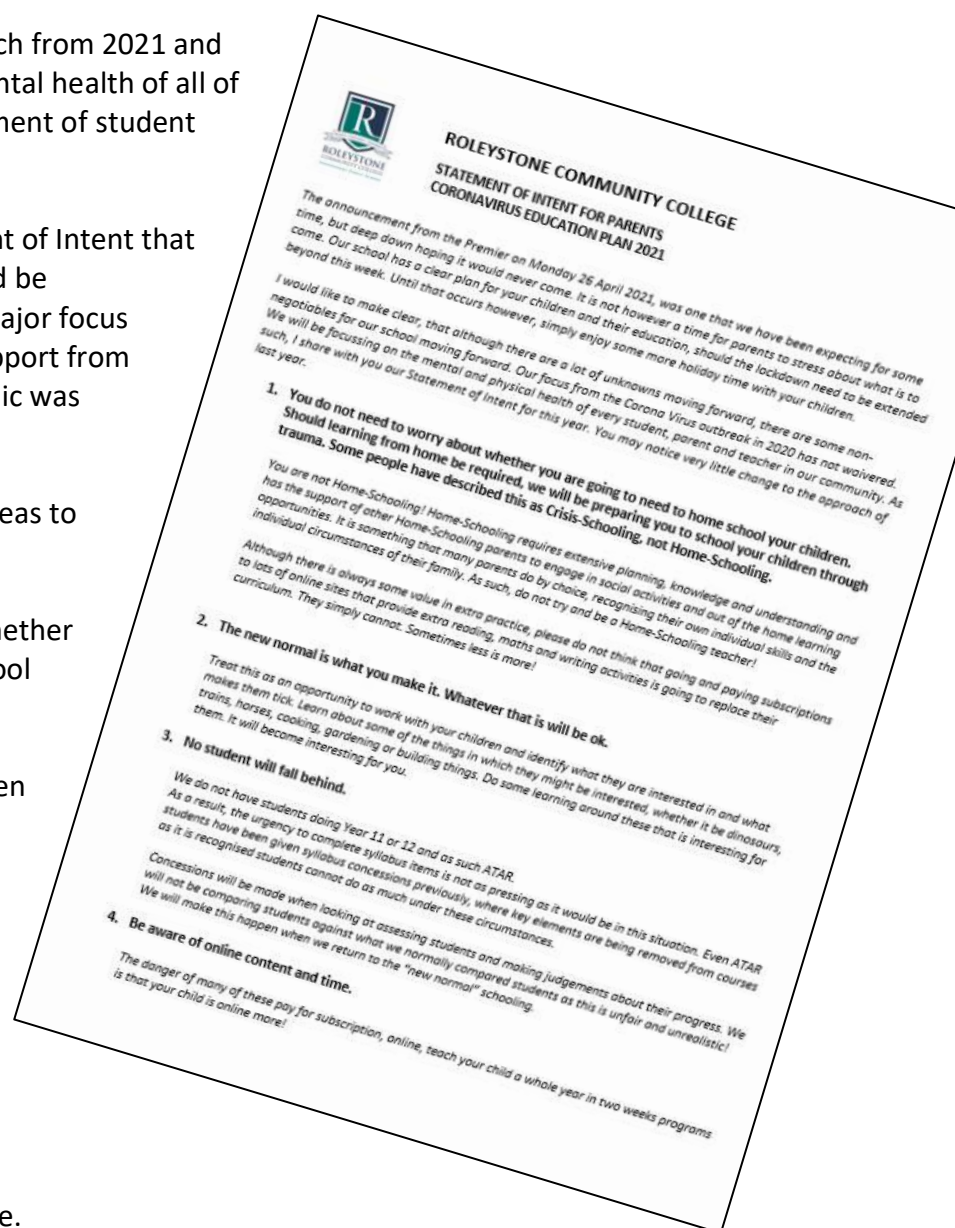 ch from 2021 and
ntal health of all of
ment of student
nt of Intent that
d be
ajor focus
pport from
ic was
eas to
hether
ool
en
e.
R
ROLEYSTONE
COMMUNITY COLLEGE
ROLEYSTONE COMMUNITY COLLEGE
STATEMENT OF INTENT FOR PARENTS
CORONAVIRUS EDUCATION PLAN 2021
The announcement from the Premier on Monday 26 April 2021, was one that we have been expecting for some
time, but deep down hoping it would never come. It is not however a time for parents to stress about what is to
come. Our school has a clear plan for your children and their education, should the lockdown need to be extended
beyond this week. Until that occurs however, simply enjoy some more holiday time with your children.
I would like to make clear, that although there are a lot of unknowns moving forward, there are some non-
negotiables for our school moving forward. Our focus from the Corona Virus outbreak in 2020 has not waivered.
We will be focussing on the mental and physical health of every student, parent and teacher in our community. As
such, I share with you our Statement of Intent for this year. You may notice very little change to the approach of
last year.
1. You do not need to worry about whether you are going to need to home school your children.
Should learning from home be required, we will be preparing you to school your children through
trauma. Some people have described this as Crisis-Schooling, not Home-Schooling.
You are not Home-Schooling! Home-Schooling requires extensive planning, knowledge and understanding and
has the support of other Home-Schooling parents to engage in social activities and out of the home learning
opportunities. It is something that many parents do by choice, recognising their own individual skills and the
individual circumstances of their family. As such, do not try and be a Home-Schooling teacher!
Although there is always some value in extra practice, please do not think that going and paying subscriptions
to lots of online sites that provide extra reading, maths and writing activities is going to replace their
curriculum. They simply cannot. Sometimes less is more!
2. The new normal is what you make it. Whatever that is will be ok.
Treat this as an opportunity to work with your children and identify what they are interested in and what
makes them tick. Learn about some of the things in which they might be interested, whether it be dinosaurs,
trains, horses, cooking, gardening or building things. Do some learning around these that is interesting for
them. It will become interesting for you.
3. No student will fall behind.
We do not have students doing Year 11 or 12 and as such ATAR.
As a result, the urgency to complete syllabus items is not as pressing as it would be in this situation. Even ATAR
students have been given syllabus concessions previously, where key elements are being removed from courses
as it is recognised students cannot do as much under these circumstances.
Concessions will be made when looking at assessing students and making judgements about their progress. We
will not be comparing students against what we normally compared students as this is unfair and unrealistic!
We will make this happen when we return to the "new normal" schooling.
4. Be aware of online content and time.
The danger of many of these pay for subscription, online, teach your child a whole year in two weeks programs
is that your child is online more!